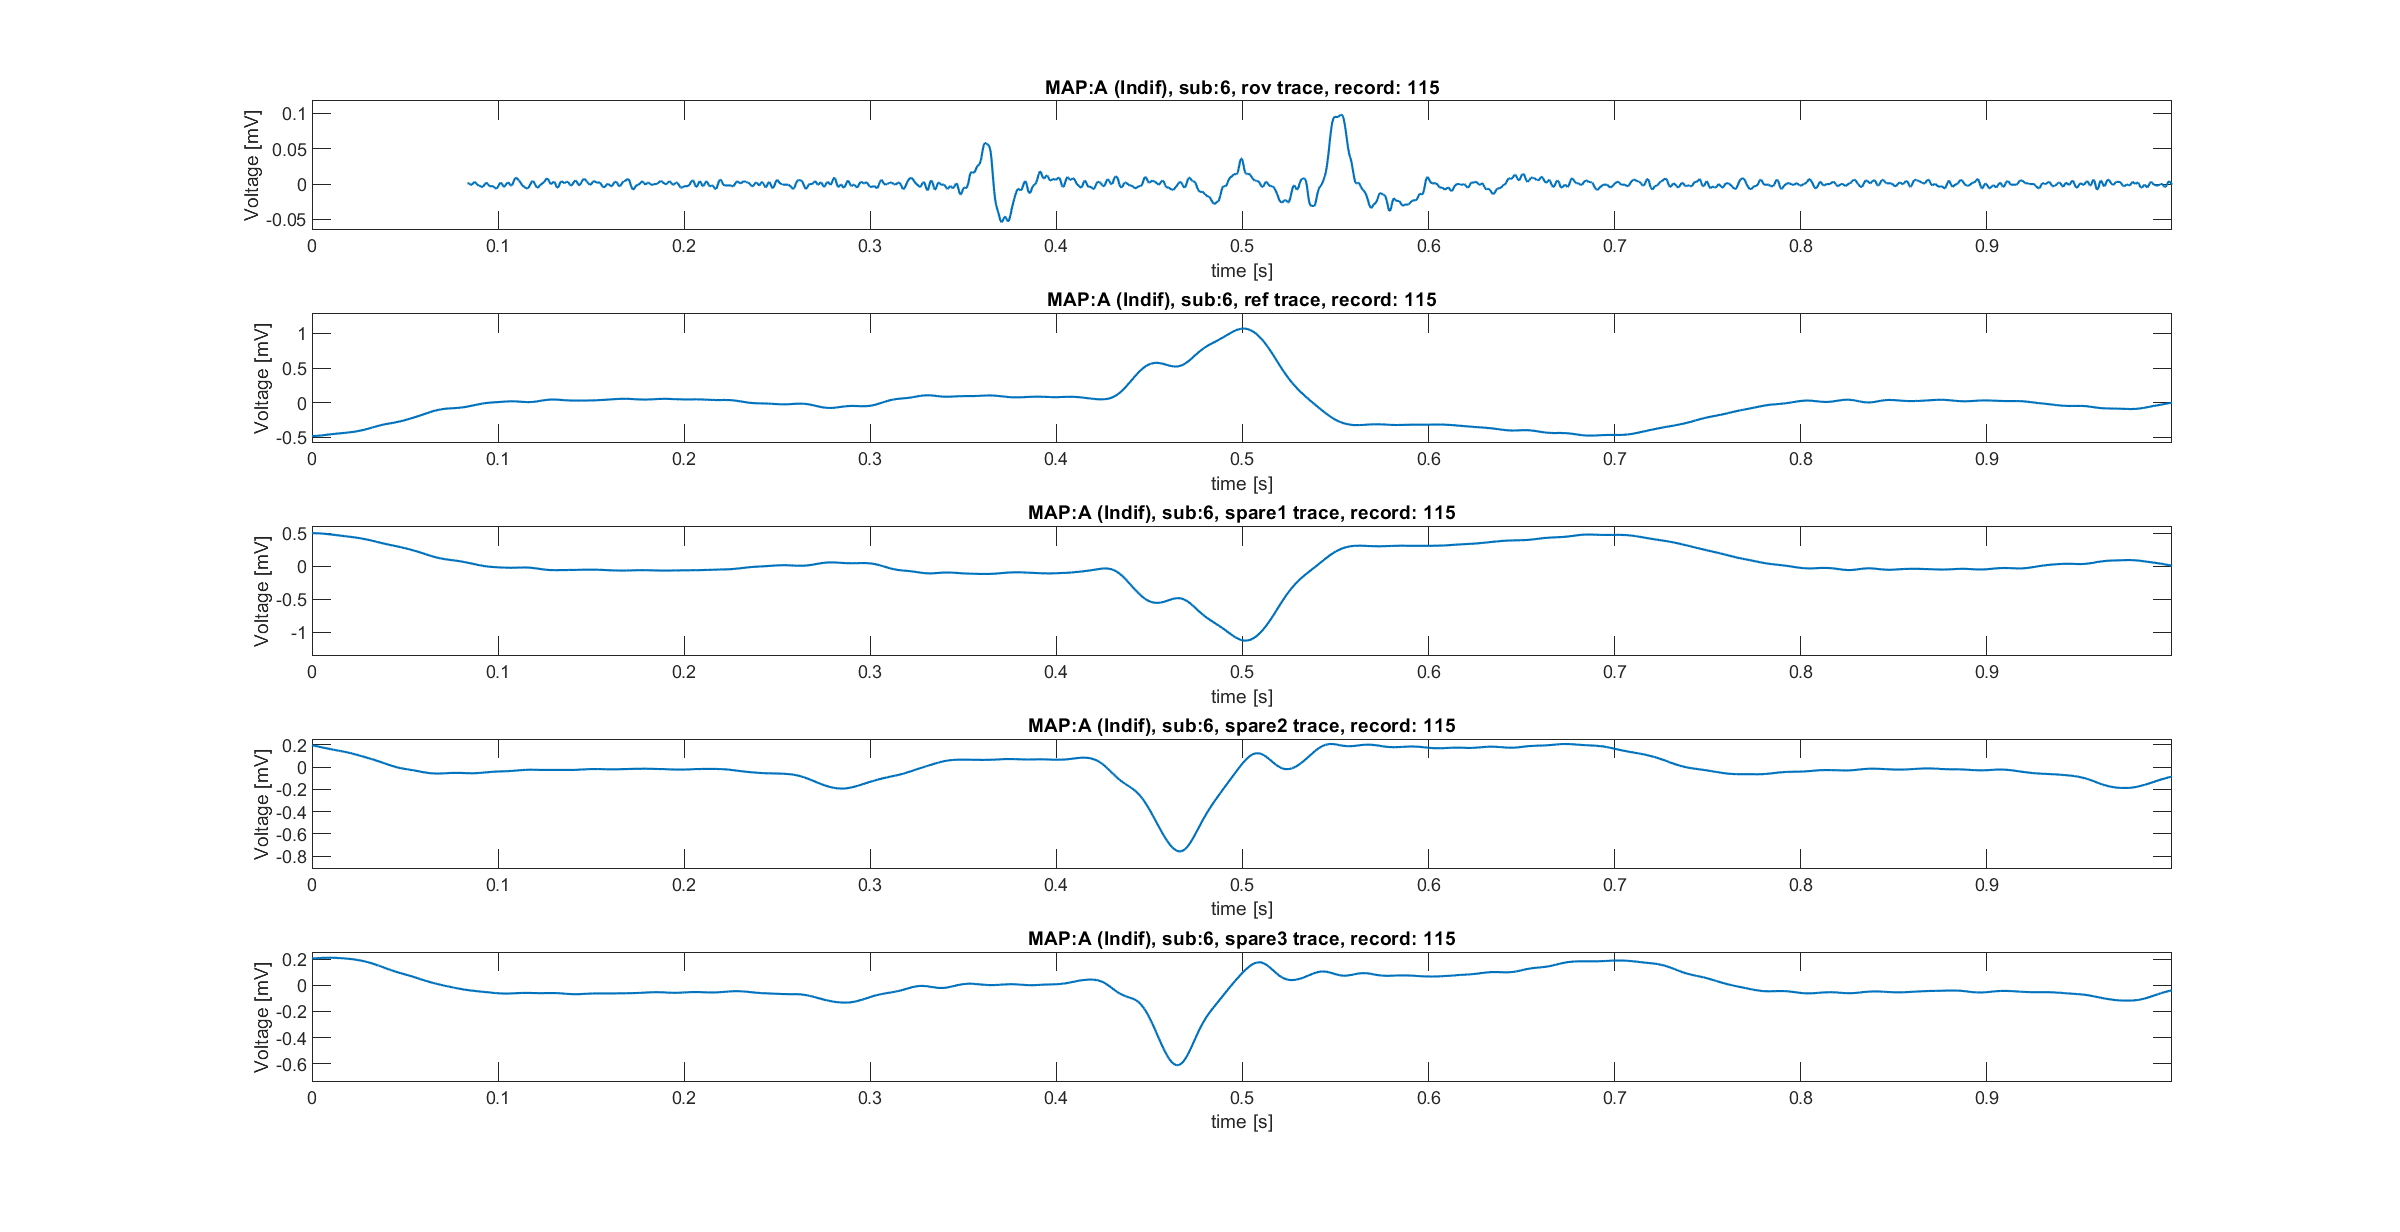 MAP:A (Indif), sub:6, rov trace, record: 115
Voltage [mV]
0.1
0.05
0
-0.05
0 0.1 0.2 0.3 0.4 0.5 0.6 0.7 0.8 0.9
time [s]
MAP:A (Indif), sub:6, ref trace, record: 115
Voltage [mV]
1
0.5
0
-0.5
0 0.1 0.2 0.3 0.4 0.5 0.6 0.7 0.8 0.9
time [s]
MAP:A (Indif), sub:6, spare1 trace, record: 115
Voltage [mV]
0.5
0
-0.5
-1
0 0.1 0.2 0.3 0.4 0.5 0.6 0.7 0.8 0.9
time [s]
MAP:A (Indif), sub:6, spare2 trace, record: 115
Voltage [mV]
0.2
0
-0.2
-0.4
-0.6
-0.8
0 0.1 0.2 0.3 0.4 0.5 0.6 0.7 0.8 0.9
time [s]
MAP:A (Indif), sub:6, spare3 trace, record: 115
Voltage [mV]
0.2
0
-0.2
-0.4
-0.6
0 0.1 0.2 0.3 0.4 0.5 0.6 0.7 0.8 0.9
time [s]